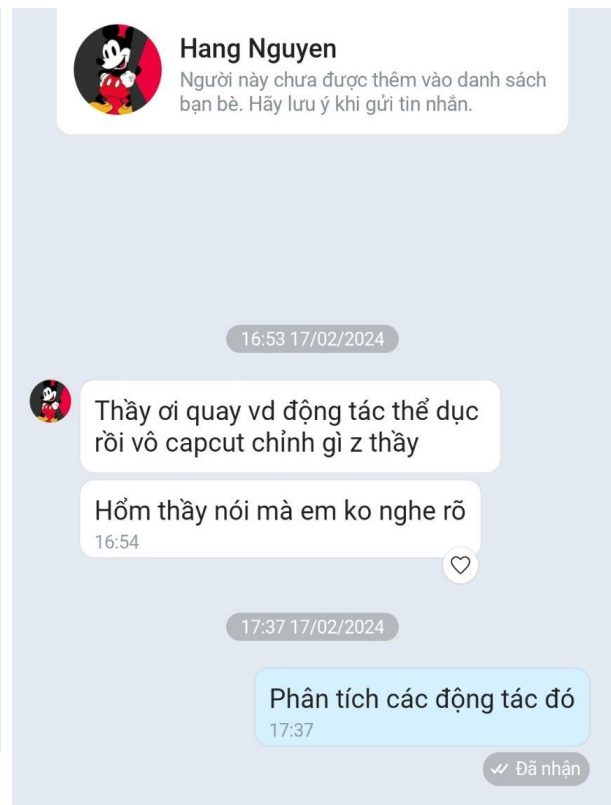 Hang Nguyen
Người này chưa được thêm vào danh sách
bạn bè. Hãy lưu ý khi gửi tin nhắn.
16:53 17/02/2024
Thầy ơi quay vd động tác thể dục
rồi vô capcut chỉnh gì z thầy
Hổm thầy nói mà em ko nghe rõ
16:54
17:37 17/02/2024
Phân tích các động tác đó
17:37
Đã nhận